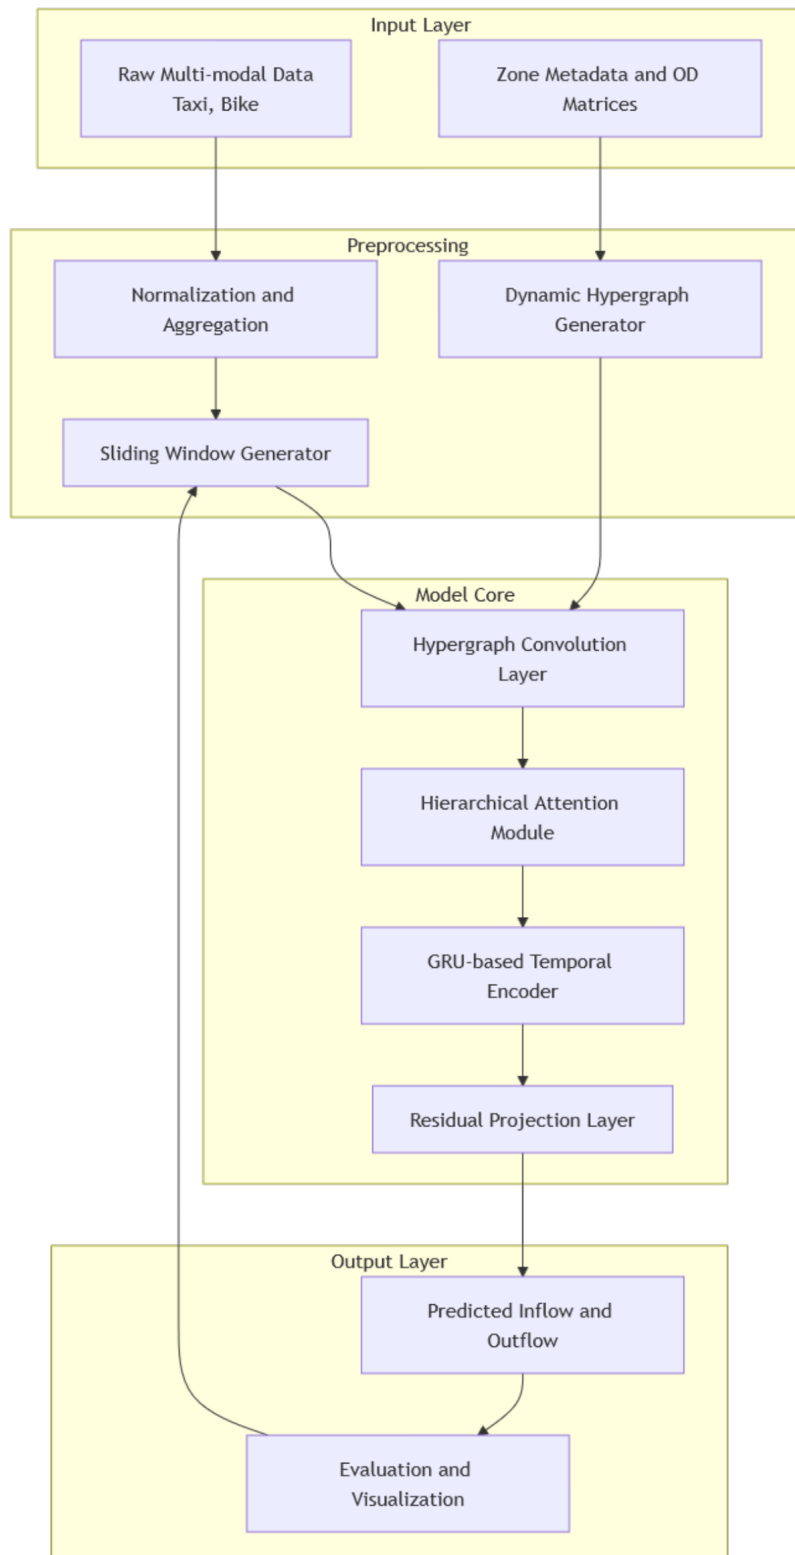 Input Layer
Raw Multi-modal Data
Taxi, Bike
Zone Metadata and OD
Matrices
Preprocessing
Normalization and
Aggregation
Dynamic Hypergraph
Generator
Sliding Window Generator
Model Core
Hypergraph Convolution
Layer
Hierarchical Attention
Module
GRU-based Temporal
Encoder
Residual Projection Layer
Output Layer
Predicted Inflow and
Outflow
Evaluation and
Visualization